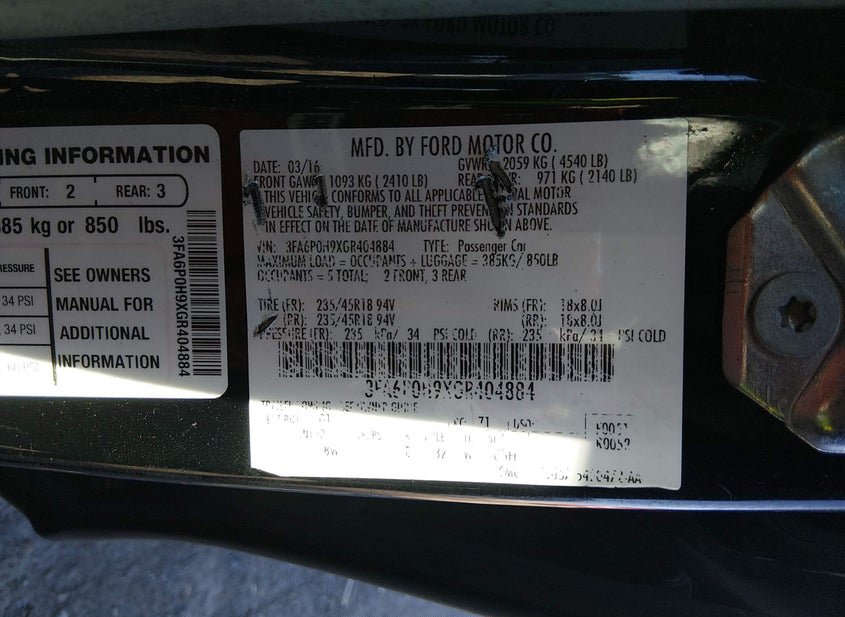 NG INFORMATION
FRONT: 2 REAR: 3
85 kg or 850 lbs.
PRESSURE
34 PSI
34 PSI
60 PSI
SEE OWNERS
MANUAL FOR
ADDITIONAL
INFORMATION
3FA6P0H9XGR404884
MFD. BY FORD MOTOR CO.
DATE: 03/16 GVWR: 2059 KG ( 4540 LB)
FRONT GAWR: 1093 KG ( 2410 LB) REAR 971 KG ( 2140 LB)
THIS VEHICLE CONFORMS TO ALL APPLICABLE MOTOR
VEHICLE SAFETY, BUMPER, AND THEFT PREVENTION STANDARDS
IN EFFECT ON THE DATE OF MANUFACTURE SHOWN ABOVE.
VIN: 3FA6P0H9XGR404884 TYPE: Passenger Car
MAXIMUM LOAD = OCCUPANTS + LUGGAGE = 385KG/850LB
OCCUPANTS = 5 TOTAL; 2 FRONT, 3 REAR
TIRE (FR): 235/45R18 94V RIMS (FR): 18x8.0J
(RR): 235/45R18 94V (RR): 18x8.0J
PRESSURE (FR): 235 kPa/ 34 PSI COLD (RR): 235 kPa/ 34 PSI COLD
3FA6P0H9XGR404884